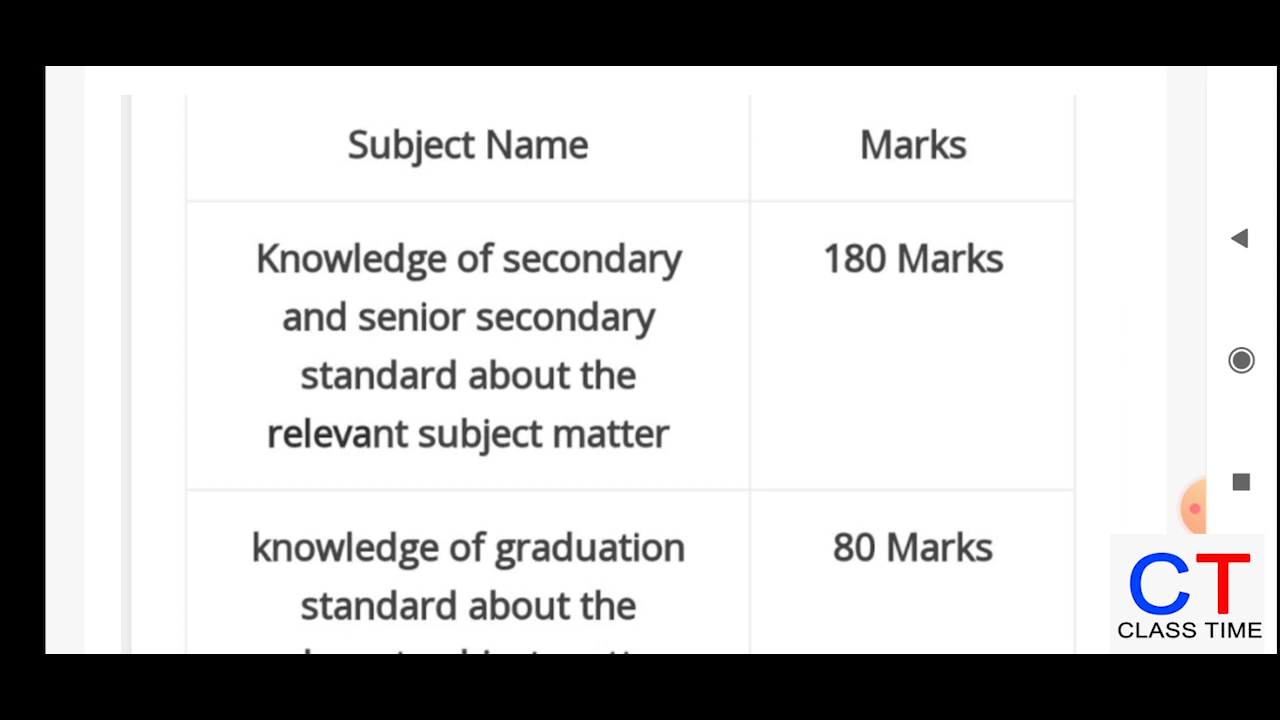 Subject Name
Marks
Knowledge of secondary
and senior secondary
standard about the
relevant subject matter
180 Marks
knowledge of graduation
standard about the
80 Marks
CT
CLASS TIME